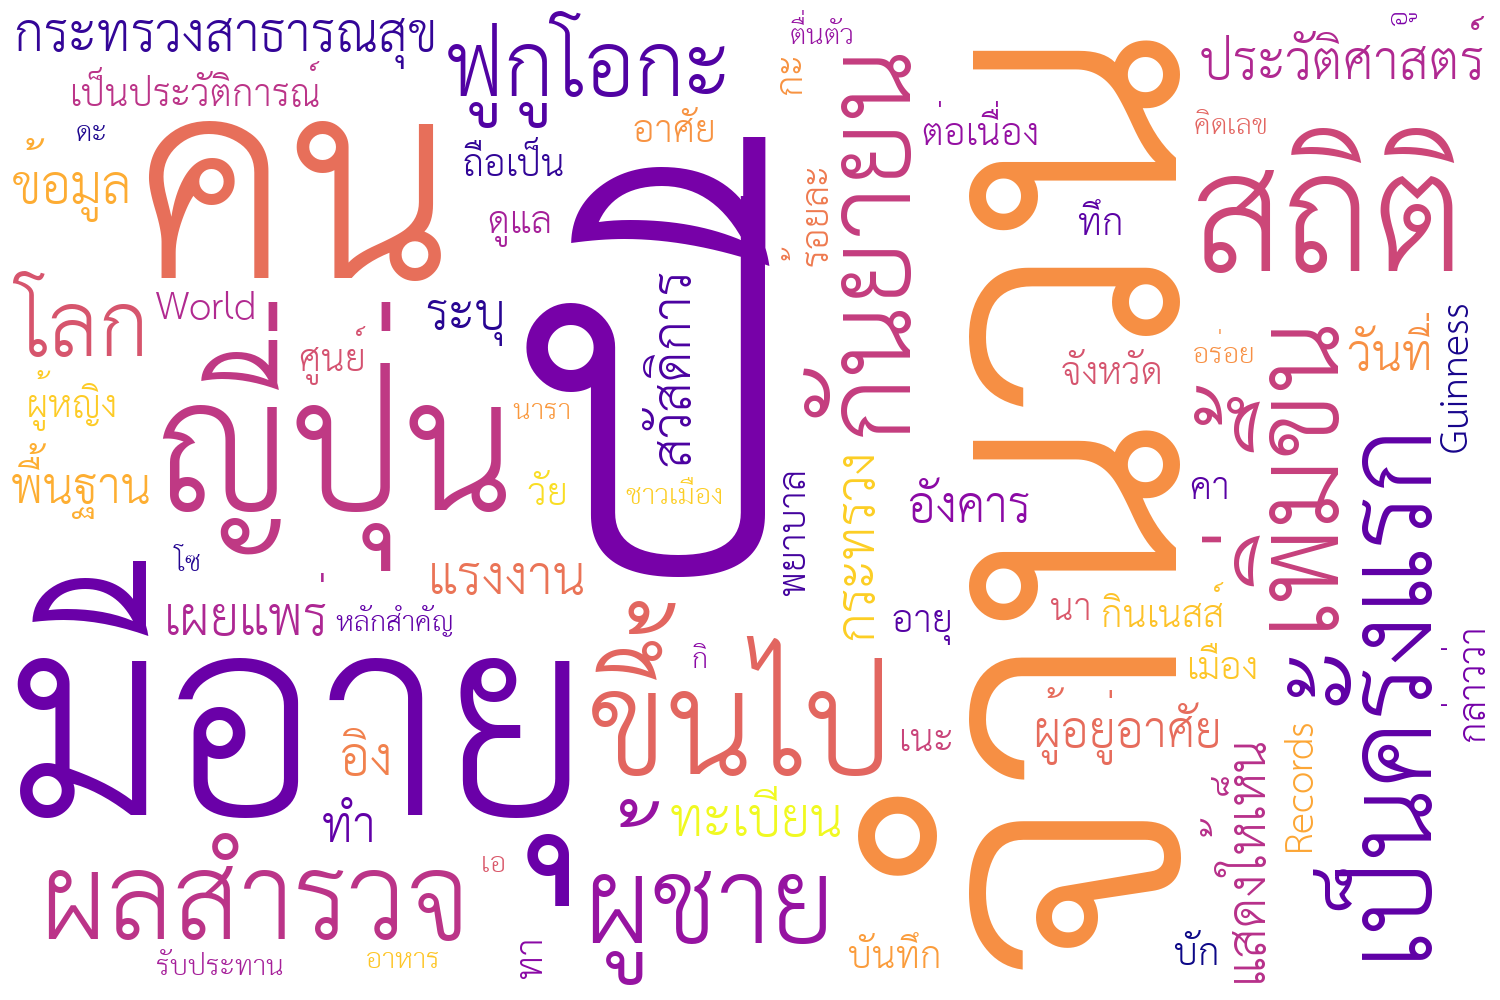 กระทรวงสาธารณสุข
ฟูกูโอกะ
ตื่นตัว
จี๊
ประวัติศาสตร์
เป็นประวัติการณ์
กะ
ดะ
คน
ถือเป็น
อาศัย
กันยายน
ต่อเนื่อง
จำนวน
คิดเลข
ข้อมูล
ดูแล
ปี
ร้อยละ
ทึก
สถิติ
โลก
World
ระบุ
สวัสดิการ
ศูนย์
จังหวัด
อร่อย
เพิ่มขึ้น
วันที่
Guinness
ผู้หญิง
ญี่ปุ่น
นารา
พื้นฐาน
วัย
ชาวเมือง
พยาบาล
กระทรวง
อังคาร
คา
เป็นครั้งแรก
โซ
แรงงาน
มีอายุ
เผยแพร่
หลักสำคัญ
ขึ้นไป
กิ
อายุ
นา
กินเนสส์
เมือง
กล่าวว่า
อิง
เนะ
ผู้อยู่อาศัย
แสดงให้เห็น
Records
ทำ
ทะเบียน
ผลสำรวจ
เอ
ผู้ชาย
รับประทาน
อาหาร
ทา
บันทึก
บัก